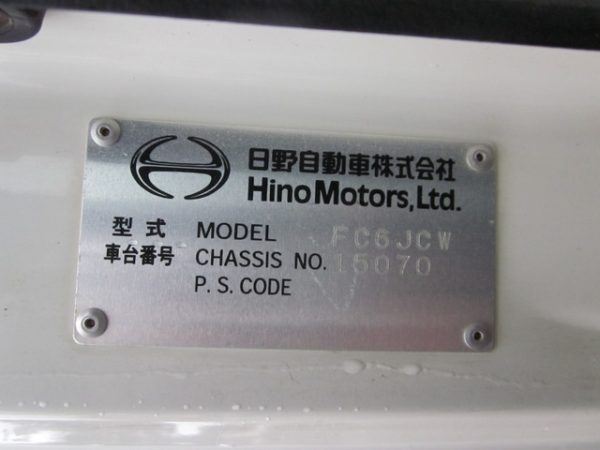 日野自動車株式会社
Hino Motors, Ltd.
型式 MODEL FC6JCW
車台番号 CHASSIS NO. 15070
P. S. CODE